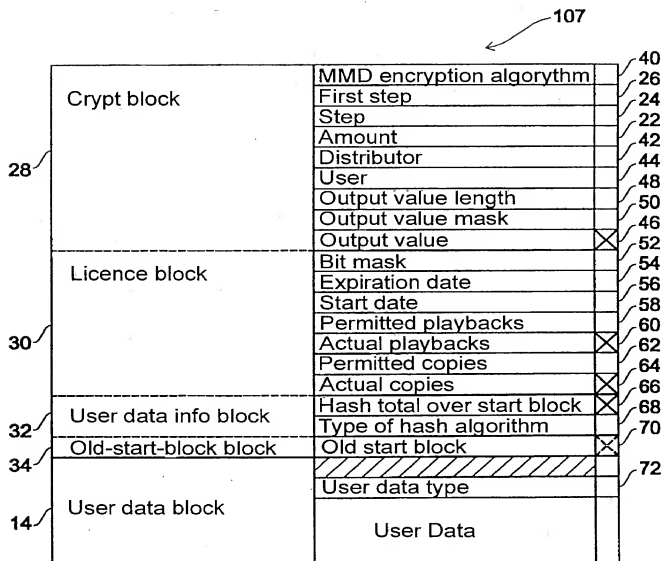 107
Crypt block
28
MMD encryption algorythm
40
First step
26
Step
24
Amount
22
Distributor
42
User
44
Output value length
48
Output value mask
50
Output value
46
Licence block
30
Bit mask
52
Expiration date
54
Start date
56
Permitted playbacks
58
Actual playbacks
60
Permitted copies
62
Actual copies
64
User data info block
32
Hash total over start block
66
Type of hash algorithm
68
Old-start-block block
34
Old start block
70
User data block
14
User data type
72
User Data